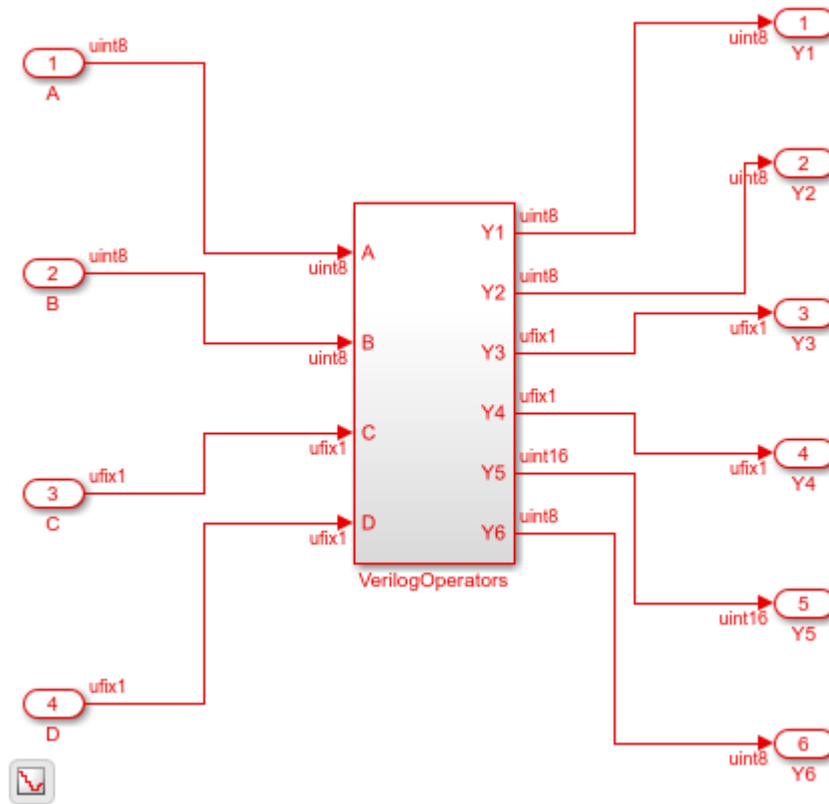 uint8
1
A
uint8
2
B
ufix1
3
C
ufix1
4
D
uint8
A
uint8
B
ufix1
C
ufix1
D
Y1
uint8
Y2
uint8
Y3
ufix1
Y4
ufix1
Y5
uint16
Y6
uint8
VerilogOperators
1
uint8
Y1
2
uint8
Y2
3
ufix1
Y3
4
ufix1
Y4
5
uint16
Y5
6
uint8
Y6